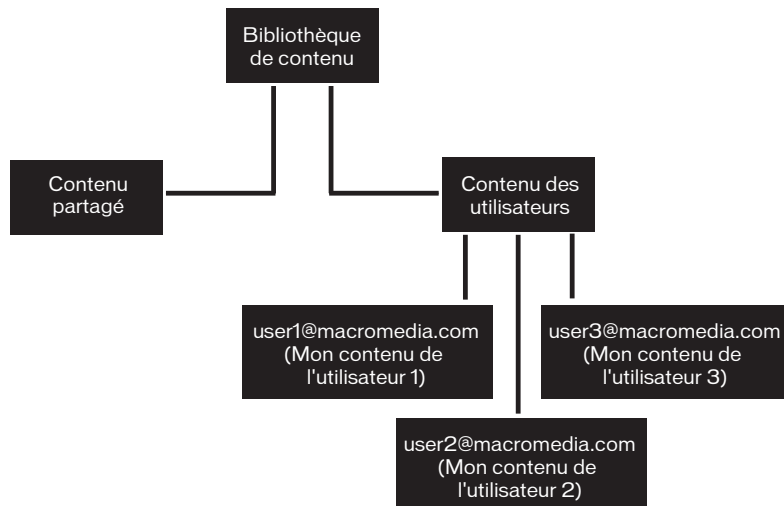 Bibliothèque
de contenu
Contenu
partagé
Contenu des
utilisateurs
user1@macromedia.com
(Mon contenu de
l'utilisateur 1)
user3@macromedia.com
(Mon contenu de
l'utilisateur 3)
user2@macromedia.com
(Mon contenu de
l'utilisateur 2)